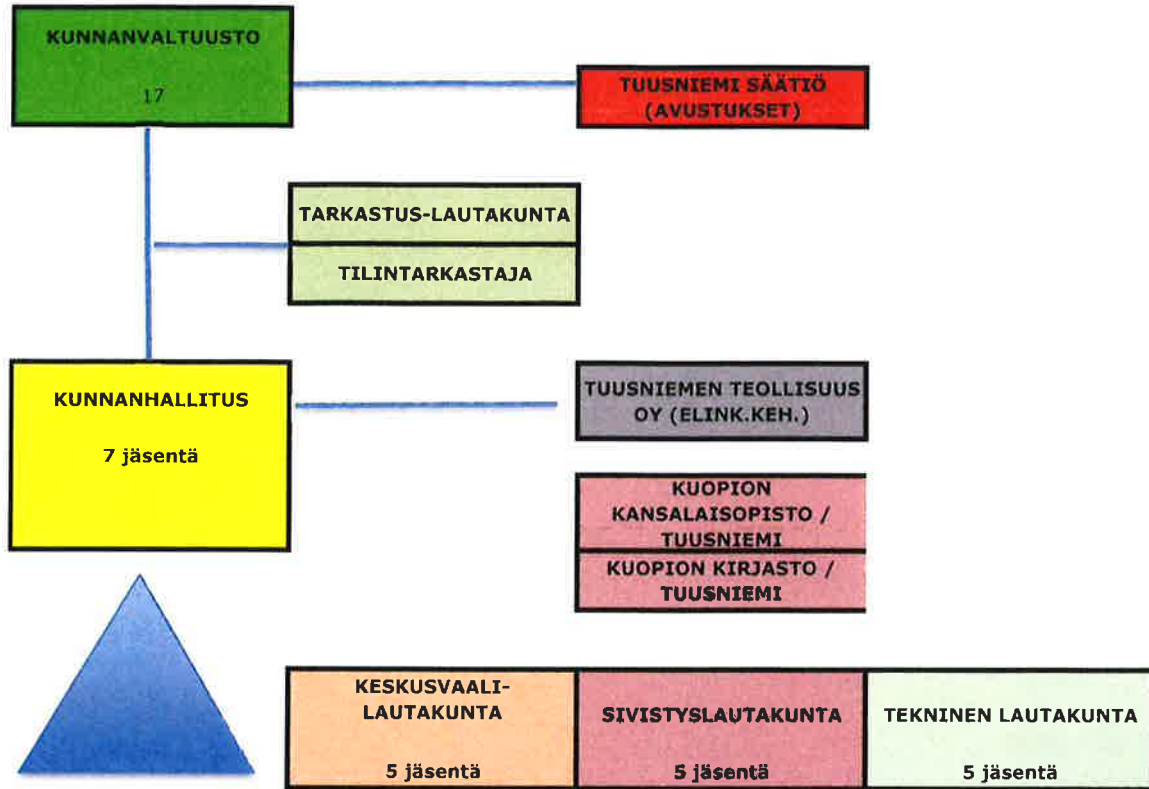 KUNNANVALTUUSTO
17
TUUSNIEMI SÄÄTIÖ
(AVUSTUKSET)
TARKASTUS-LAUTAKUNTA
TILINTARKASTAJA
KUNNANHALLITUS
7 jäsentä
TUUSNIEMEN TEOLLISUUS
OY (ELINK.KEH.)
KUOPION
KANSALAISOPISTO /
TUUSNIEMI
KUOPION KIRJASTO /
TUUSNIEMI
KESKUSVAALI-
LAUTAKUNTA
5 jäsentä
SIVISTYSLAUTAKUNTA
5 jäsentä
TEKNINEN LAUTAKUNTA
5 jäsentä